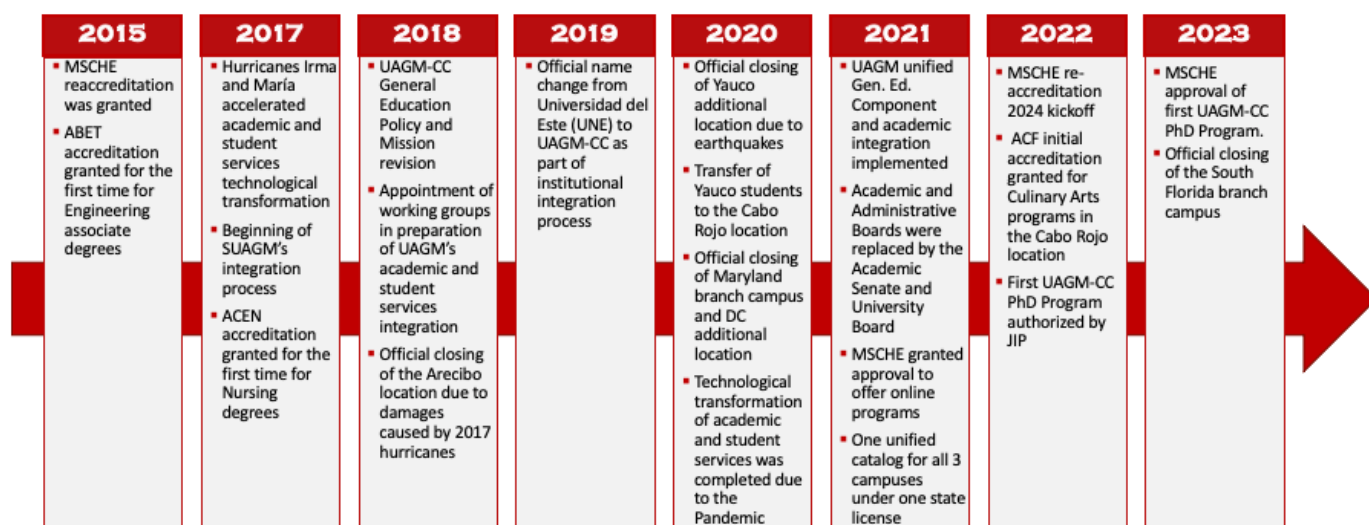 2015
▪ MSCHE
reaccreditation
was granted
▪ ABET
accreditation
granted for the
first time for
Engineering
associate degrees
2017
▪ Hurricanes Irma
and María
accelerated
academic and
student
services
technological
transformation
▪ Beginning of
SUAGM's
integration
process
▪ ACEN
accreditation
granted for the
first time for
Nursing
degrees
2018
▪ UAGM-CC
General
Education
Policy and
Mission
revision
▪ Appointment of
working groups
in preparation
of UAGM's
academic and
student
services
integration
▪ Official closing
of the Arecibo
location due to
damages
caused by 2017
hurricanes
2019
▪ Official name
change from
Universidad del
Este (UNE) to
UAGM-CC as
part of
institutional
integration
process
2020
▪ Official closing
of Yauco
additional
location due to
earthquakes
▪ Transfer of
Yauco students
to the Cabo
Rojo location
▪ Official closing
of Maryland
branch campus
and DC
additional
location
▪ Technological
transformation
of academic
and student
services was
completed due
to the
Pandemic
2021
▪ UAGM unified
Gen. Ed.
Component
and academic
integration
implemented
▪ Academic and
Administrative
Boards were
replaced by the
Academic
Senate and
University
Board
▪ MSCHE granted
approval to
offer online
programs
▪ One unified
catalog for all 3
campuses
under one state
license
2022
▪ MSCHE re-
accreditation
2024 kickoff
▪ ACF initial
accreditation
granted for
Culinary Arts
programs in
the Cabo Rojo
location
▪ First UAGM-CC
PhD Program
authorized by
JIP
2023
▪ MSCHE
approval of
first UAGM-CC
PhD Program.
▪ Official closing
of the South
Florida branch
campus